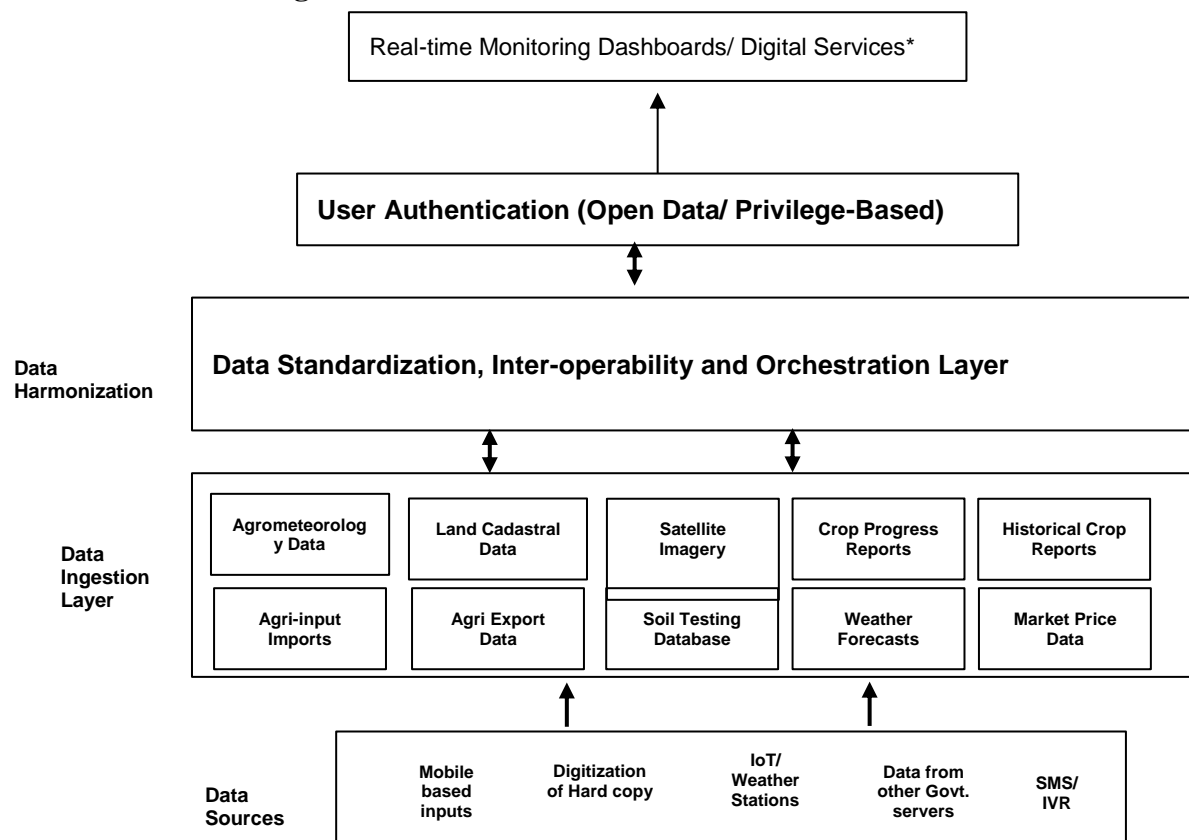 Real-time Monitoring Dashboards/ Digital Services*
User Authentication (Open Data/ Privilege-Based)
Data
Harmonization
Data Standardization, Inter-operability and Orchestration Layer
Data
Ingestion
Layer
Agrometeorolog
y Data
Land Cadastral
Data
Satellite
Imagery
Crop Progress
Reports
Historical Crop
Reports
Agri-input
Imports
Agri Export
Data
Soil Testing
Database
Weather
Forecasts
Market Price
Data
Data
Sources
Mobile
based
inputs
Digitization
of Hard copy
IoT/
Weather
Stations
Data from
other Govt.
servers
SMS/
IVR